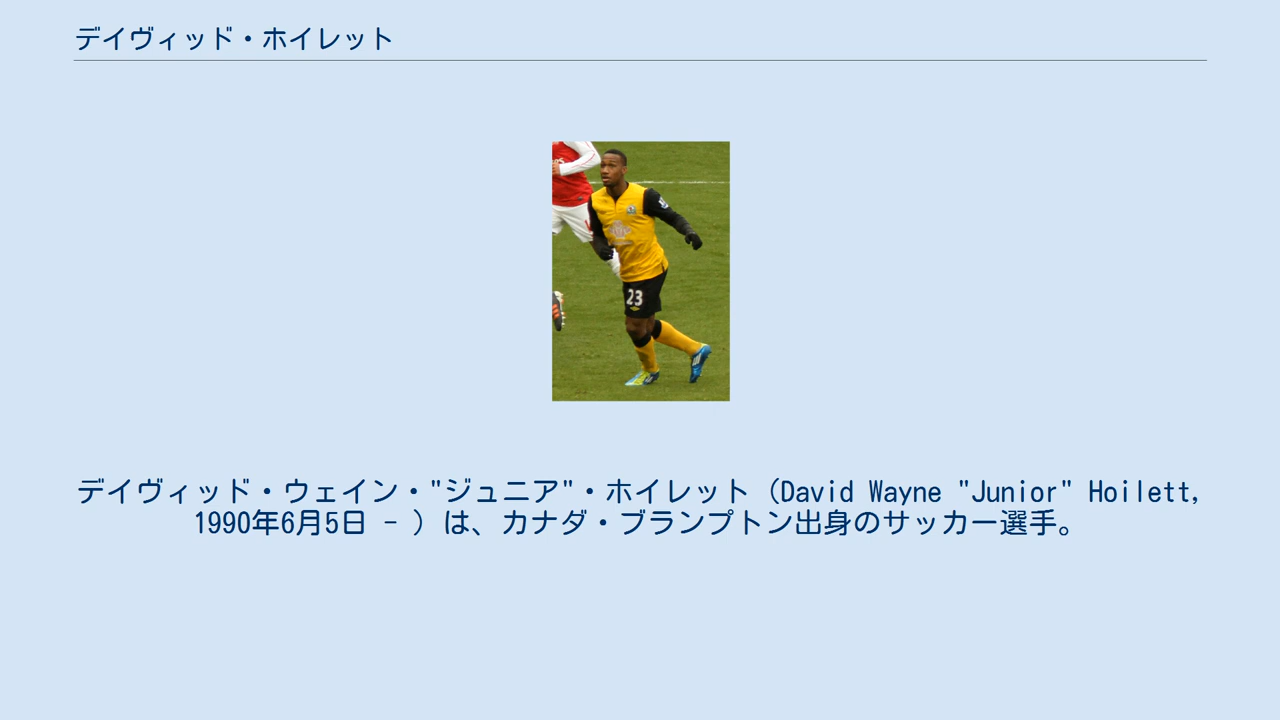 デイヴィッド・ホイレット
23
デイヴィッド・ウェイン・"ジュニア"・ホイレット（David Wayne "Junior" Hoilett,
1990年6月5日 - ）は、カナダ・ブランプトン出身のサッカー選手。